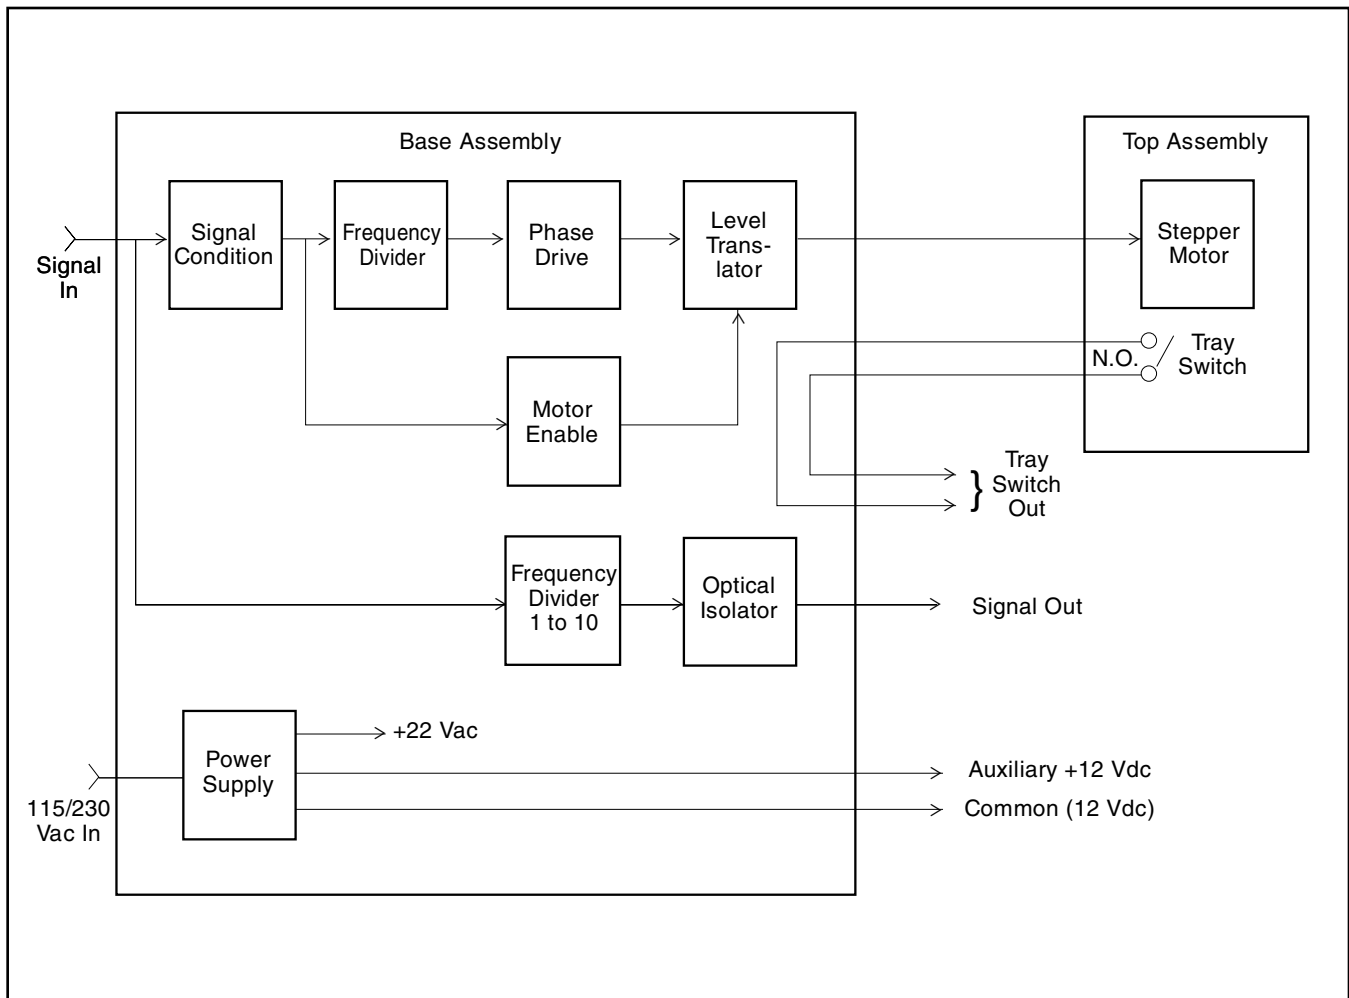 Base Assembly
Top Assembly
Signal
Condition
Frequency
Divider
Phase
Drive
Level
Trans-
lator
Stepper
Motor
Signal
In
N.O.
Tray
Switch
Motor
Enable
Tray
Switch
Out
}
Frequency
Divider
1 to 10
Optical
Isolator
Signal Out
+22 Vac
Power
Supply
Auxiliary +12 Vdc
Common (12 Vdc)
115/230
Vac In